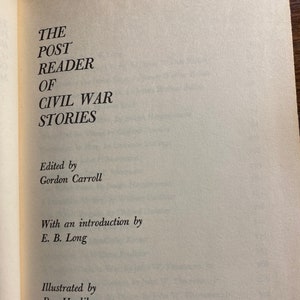 THE
POST
READER
OF
CIVIL WAR
STORIES
Edited by
Gordon Carroll
With an introduction by
E. B. Long
Illustrated by